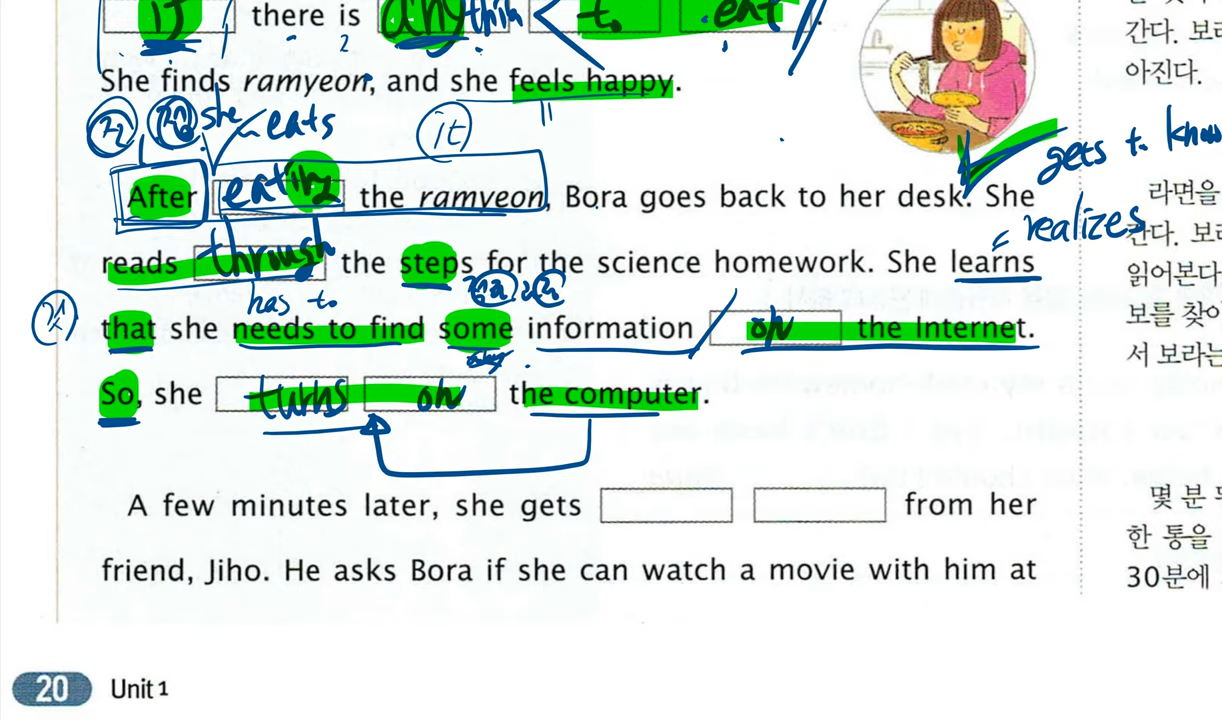 if there is anything to eat
She finds ramyeon, and she feels happy.
she eats
it
After eating the ramyeon, Bora goes back to her desk. She
gets to know
reads through the steps for the science homework. She learns
= realizes
has to
that she needs to find some information on the Internet.
So, she turns on the computer.
A few minutes later, she gets from her
friend, Jiho. He asks Bora if she can watch a movie with him at
간다. 보
아진다.
라면을
간다. 보
읽어본다
보를 찾
서 보라는
몇 분
한 통을
30분에
20 Unit 1